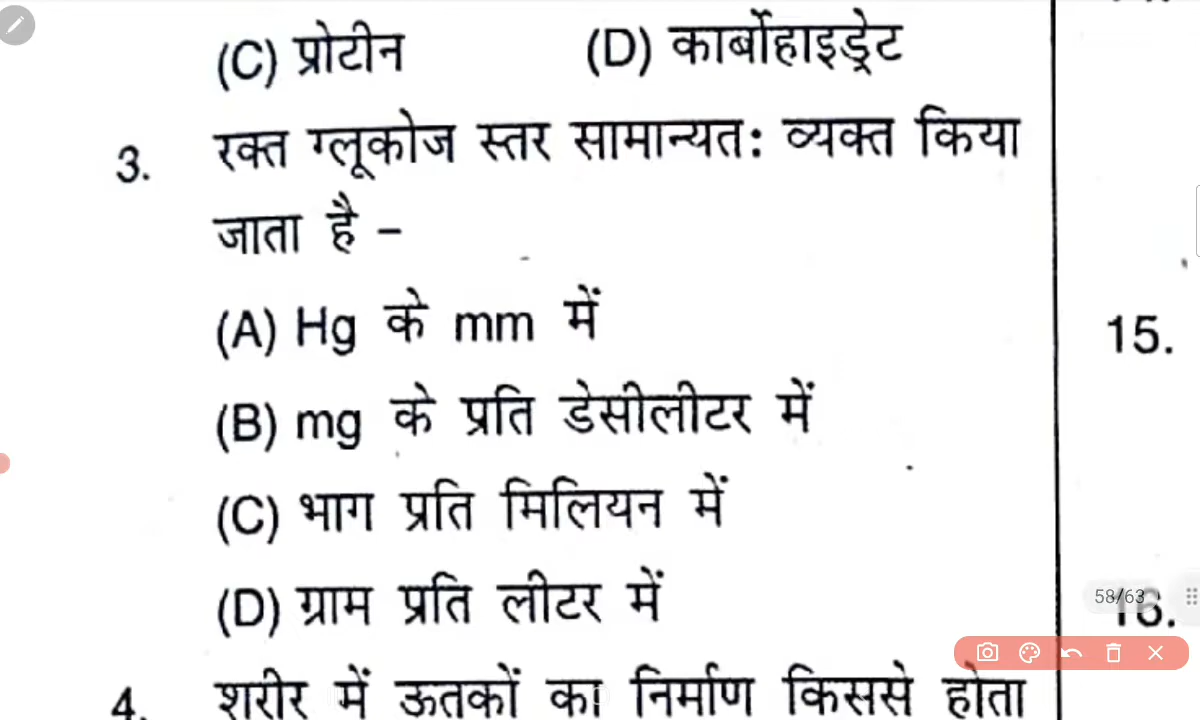 (C) प्रोटीन (D) कार्बोहाइड्रेट
3. रक्त ग्लूकोज स्तर सामान्यतः व्यक्त किया
जाता है –
(A) Hg के mm में
(B) mg के प्रति डेसीलीटर में
(C) भाग प्रति मिलियन में
(D) ग्राम प्रति लीटर में
4. शरीर में ऊतकों का निर्माण किससे होता
15.
16.
58/63